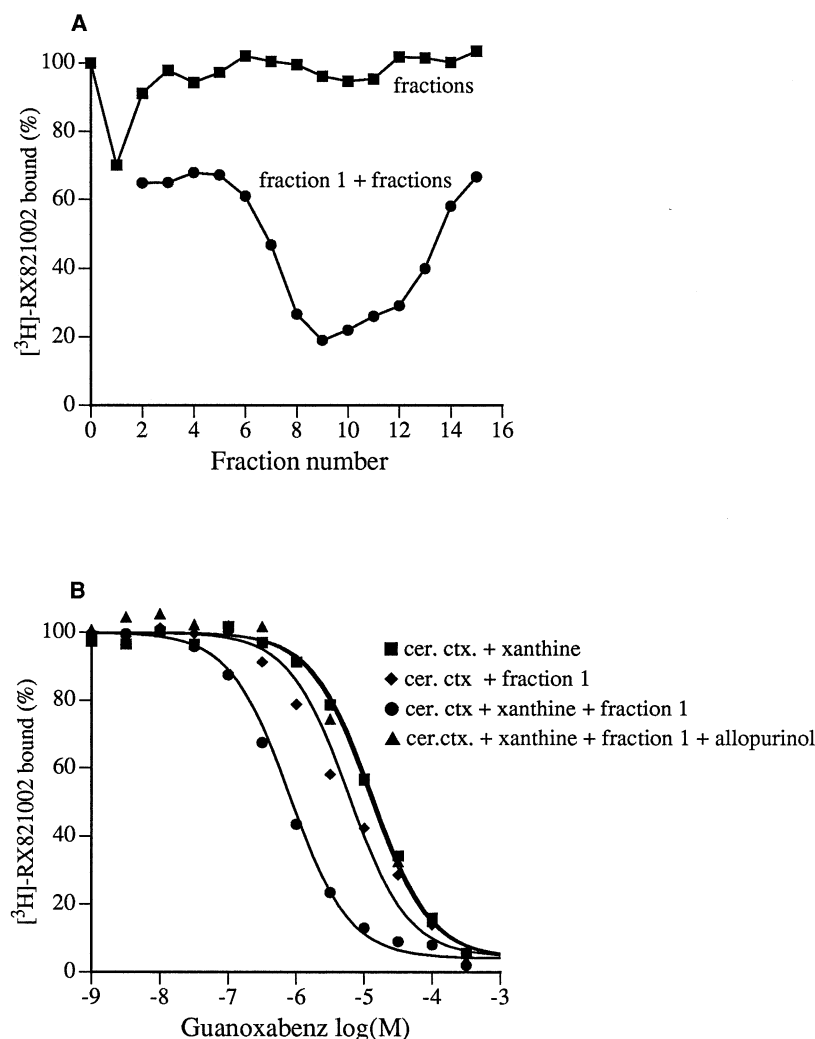 A
[³H]-RX821002 bound (%)
100
80
60
40
20
0
fractions
fraction 1 + fractions
0 2 4 6 8 10 12 14 16
Fraction number
B
[³H]-RX821002 bound (%)
100
80
60
40
20
0
cer. ctx. + xanthine
cer. ctx + fraction 1
cer. ctx + xanthine + fraction 1
cer.ctx. + xanthine + fraction 1 + allopurinol
-9 -8 -7 -6 -5 -4 -3
Guanoxabenz log(M)